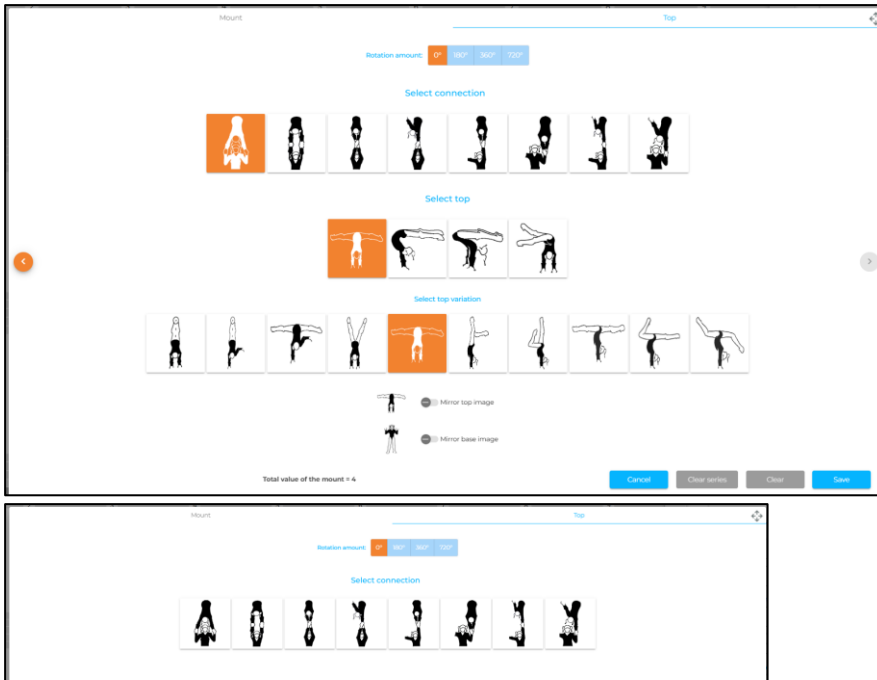 Mount Top
Rotation amount: 0° 180° 360° 720°
Select connection
Select top
Select top variation
Mirror top image
Mirror base image
Total value of the mount = 4 Cancel Clear series Clear Save
Mount Top
Rotation amount: 0° 180° 360° 720°
Select connection